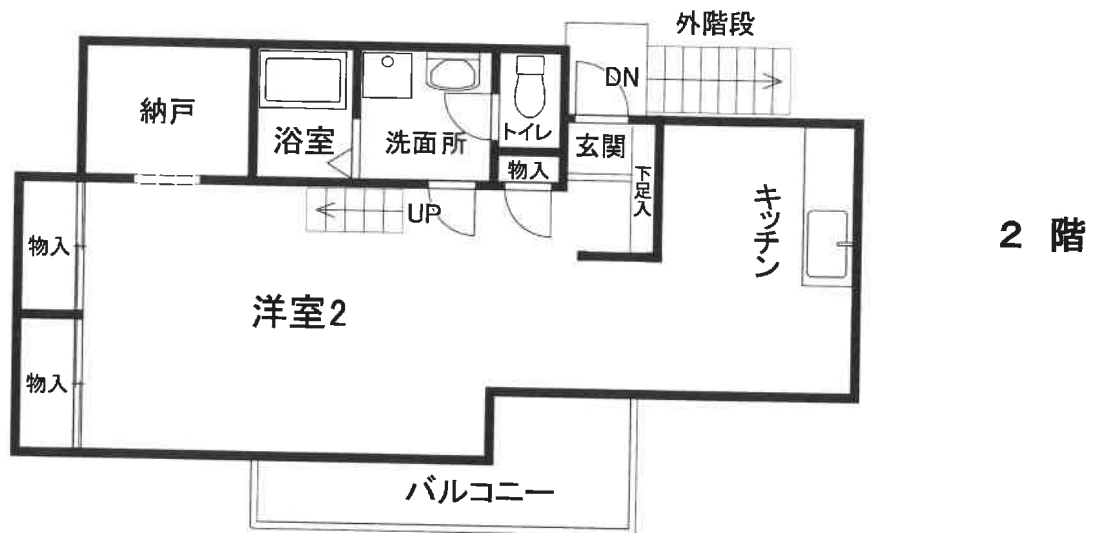 外階段
DN
納戸
浴室
洗面所
トイレ
玄関
物入
下足入
キッチン
UP
物入
２ 階
洋室2
物入
バルコニー